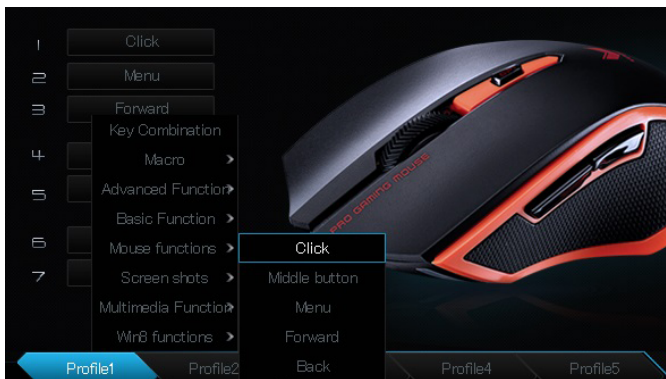 1 Click
2 Menu
3 Forward
Key Combination
4
Macro
5
Advanced Function
Basic Function
6
Mouse functions
7
Screen shots
Multimedia Function
Win8 functions
Click
Middle button
Menu
Forward
Back
PRO GAMING MOUSE
Profile1 Profile2 Profile4 Profile5